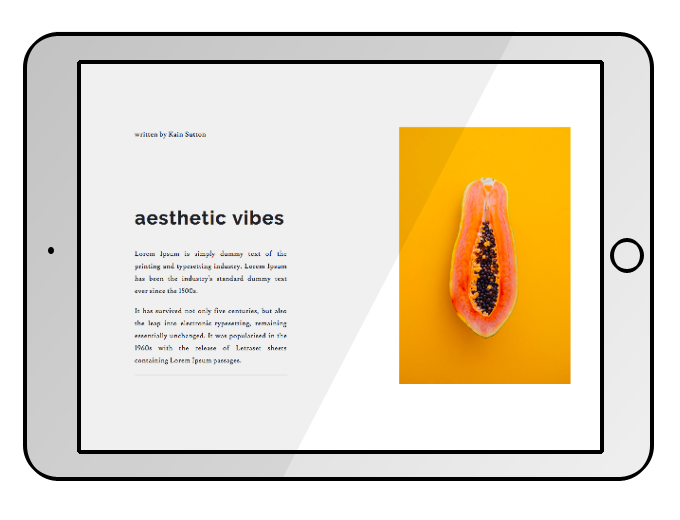 written by Kain Sutton
aesthetic vibes
Lorem Ipsum is simply dummy text of the
printing and typesetting industry. Lorem Ipsum
has been the industry's standard dummy text
ever since the 1500s.
It has survived not only five centuries, but also
the leap into electronic typesetting, remaining
essentially unchanged. It was popularised in the
1960s with the release of Letraset sheets
containing Lorem Ipsum passages.